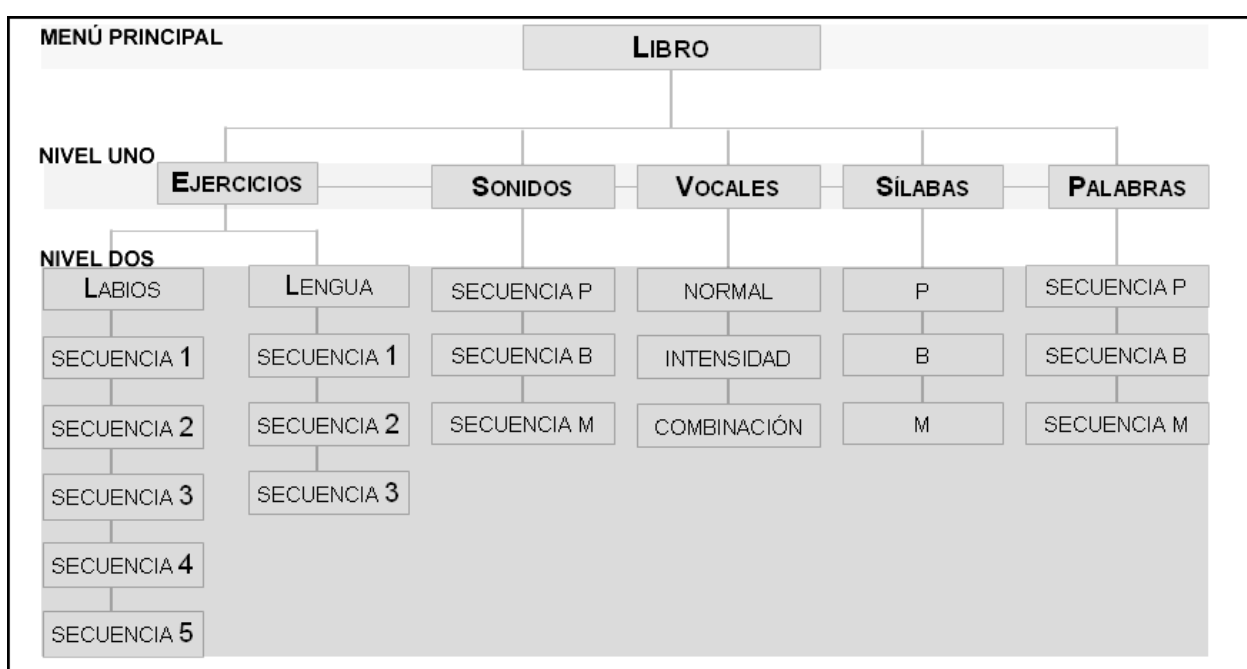 MENÚ PRINCIPAL
LIBRO
NIVEL UNO
EJERCICIOS
SONIDOS
VOCALES
SÍLABAS
PALABRAS
NIVEL DOS
LABIOS
SECUENCIA 1
SECUENCIA 2
SECUENCIA 3
SECUENCIA 4
SECUENCIA 5
LENGUA
SECUENCIA 1
SECUENCIA 2
SECUENCIA 3
SECUENCIA P
SECUENCIA B
SECUENCIA M
NORMAL
INTENSIDAD
COMBINACIÓN
P
B
M
SECUENCIA P
SECUENCIA B
SECUENCIA M